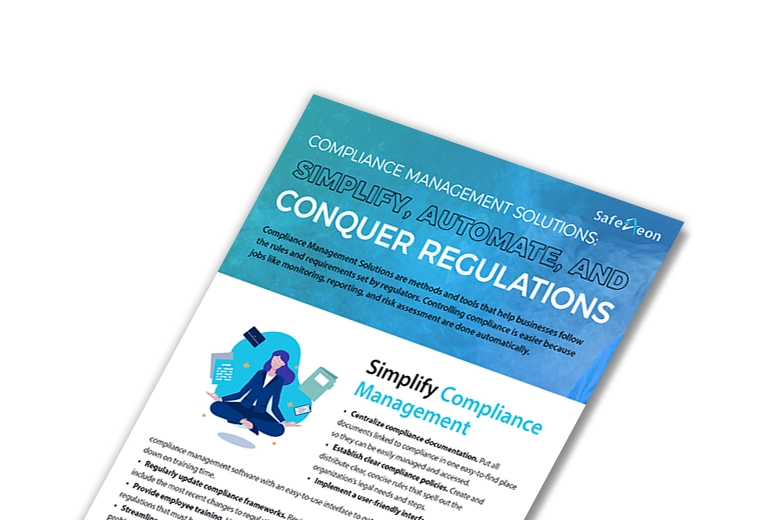 COMPLIANCE MANAGEMENT SOLUTIONS:
SafeAeon
SIMPLIFY, AUTOMATE, AND
CONQUER REGULATIONS
Compliance Management Solutions are methods and tools that help businesses follow
the rules and requirements set by regulators. Controlling compliance is easier because
jobs like monitoring, reporting, and risk assessment are done automatically.
Simplify Compliance
Management
• Centralize compliance documentation. Put all
documents linked to compliance in one easy-to-find place
so they can be easily managed and accessed.
• Establish clear compliance policies. Create and
distribute clear, concise rules that spell out the
organization's legal needs and steps.
• Implement a user-friendly
compliance management software with an easy-to-use interface to
down on training time.
• Regularly update compliance frameworks.
include the most recent changes to
• Provide employee training.
regulations that must